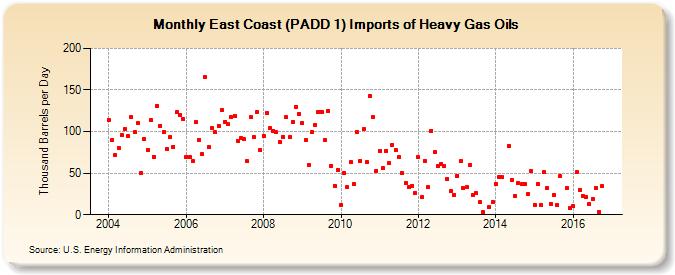 Monthly East Coast (PADD 1) Imports of Heavy Gas Oils
Thousand Barrels per Day
200
150
100
50
0
2004 2006 2008 2010 2012 2014 2016
Source: U.S. Energy Information Administration